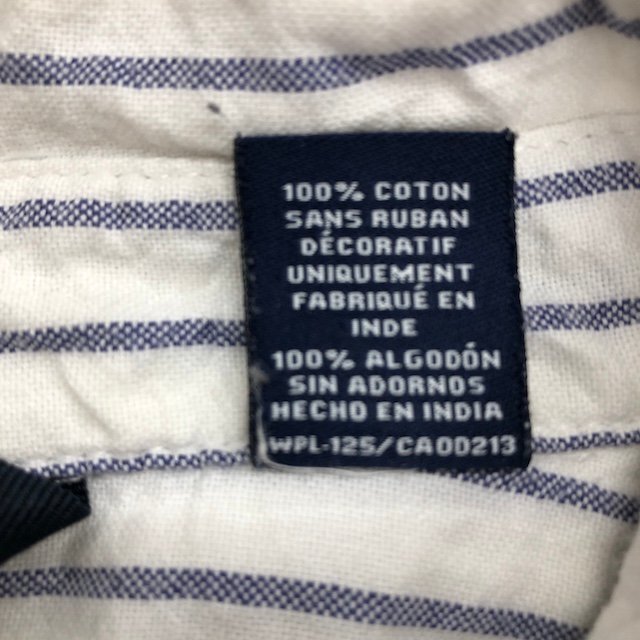 100% COTON
SANS RUBAN
DÉCORATIF
UNIQUEMENT
FABRIQUÉ EN
INDE
100% ALGODÓN
SIN ADORNOS
HECHO EN INDIA
WPL-125/CA00213